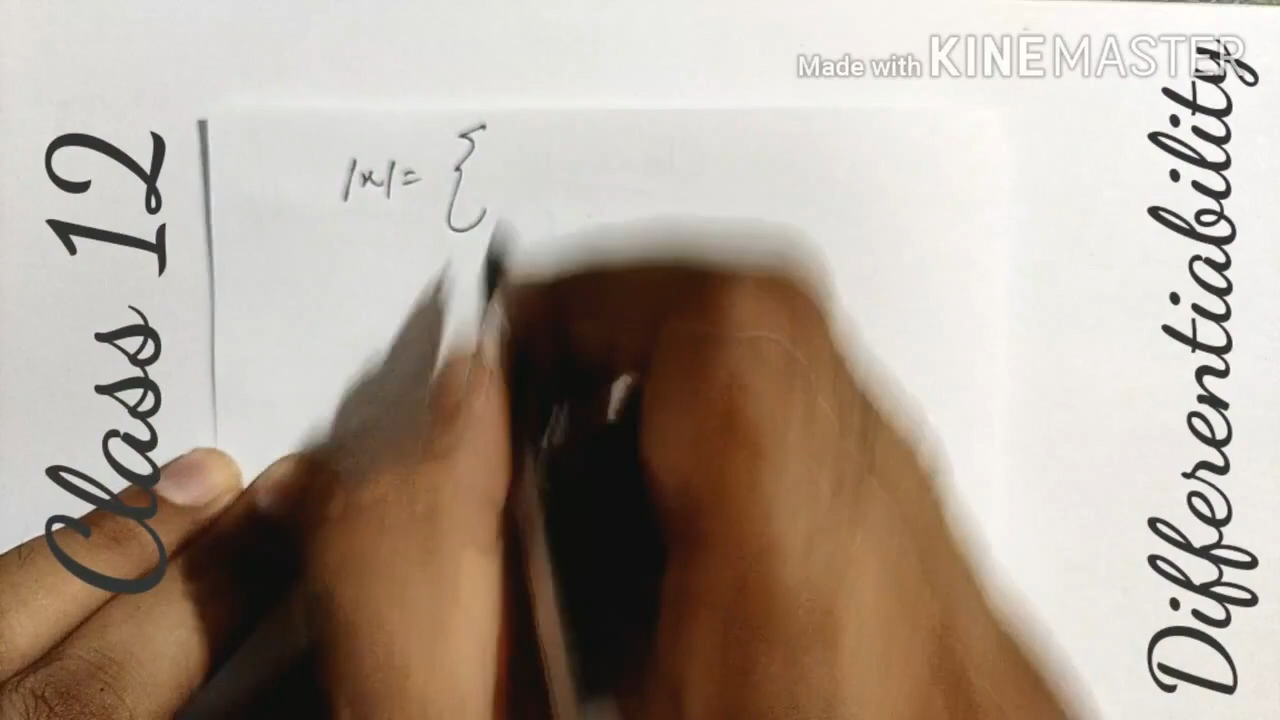 Made with KINEMASTER
Class 12
|x|= {
Differentiability